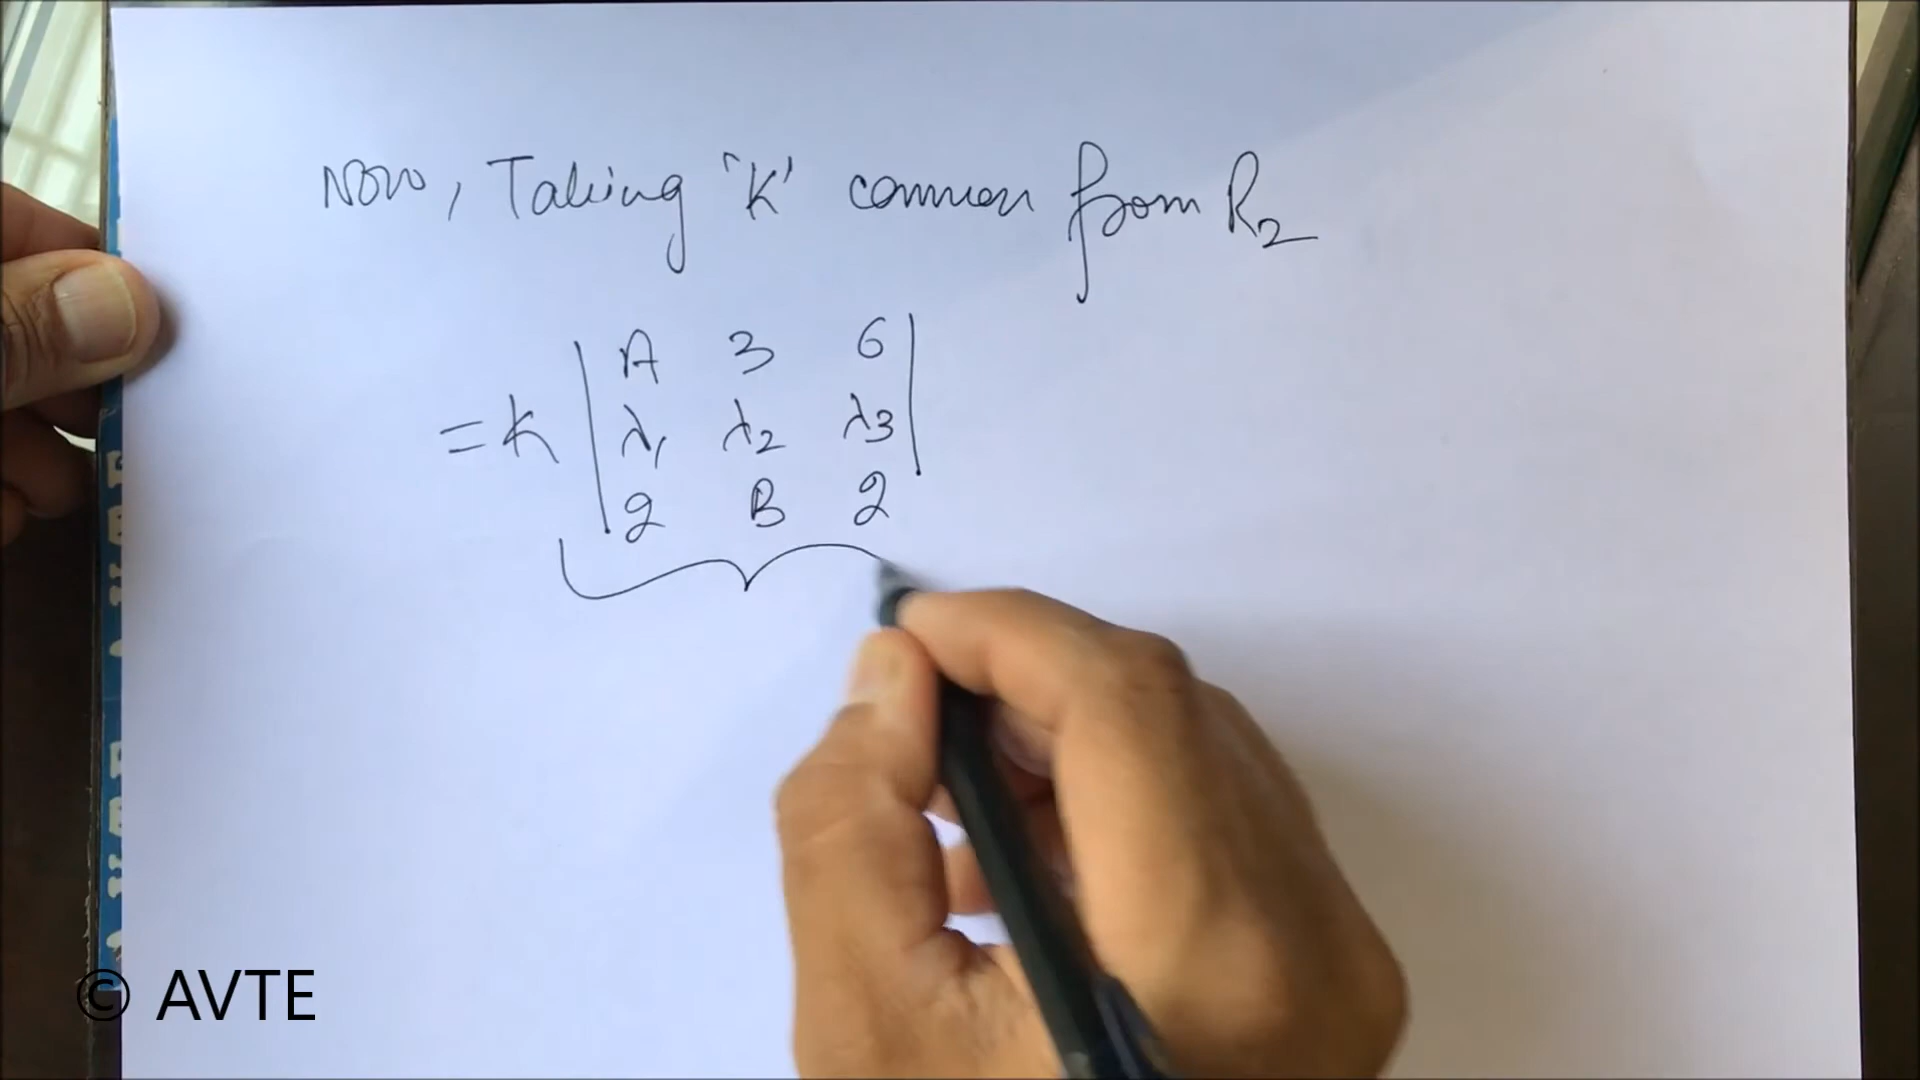 Now, Taking 'K' common from R2
= K | A 3 6 |
| λ1 λ2 λ3 |
| 2 B 2 |
© AVTE